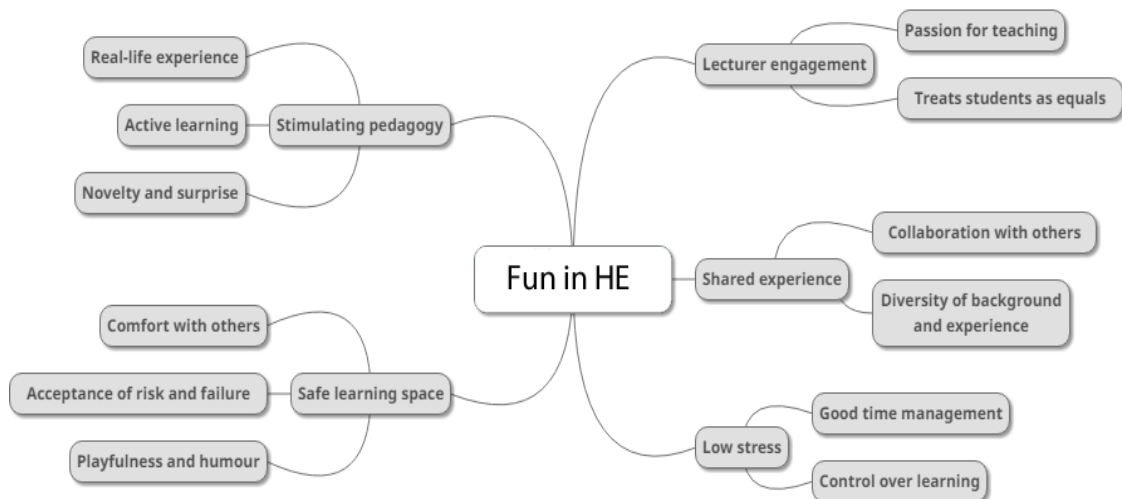 Fun in HE
Stimulating pedagogy
Real-life experience
Active learning
Novelty and surprise
Safe learning space
Comfort with others
Acceptance of risk and failure
Playfulness and humour
Lecturer engagement
Passion for teaching
Treats students as equals
Shared experience
Collaboration with others
Diversity of background
and experience
Low stress
Good time management
Control over learning